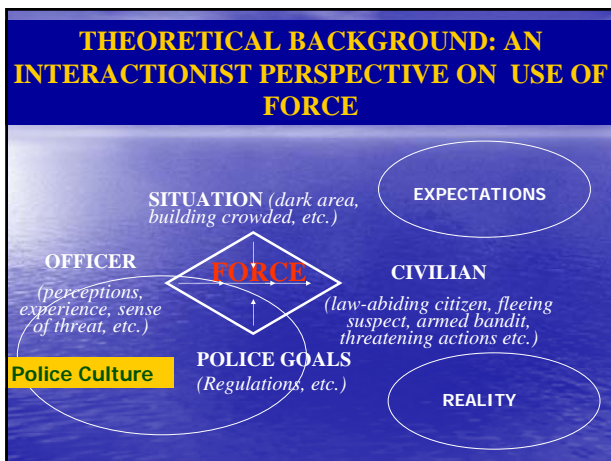 THEORETICAL BACKGROUND: AN
INTERACTIONIST PERSPECTIVE ON USE OF
FORCE
SITUATION (dark area,
building crowded, etc.)
EXPECTATIONS
OFFICER
(perceptions,
experience, sense
of threat, etc.)
FORCE
CIVILIAN
(law-abiding citizen, fleeing
suspect, armed bandit,
threatening actions etc.)
Police Culture
POLICE GOALS
(Regulations, etc.)
REALITY